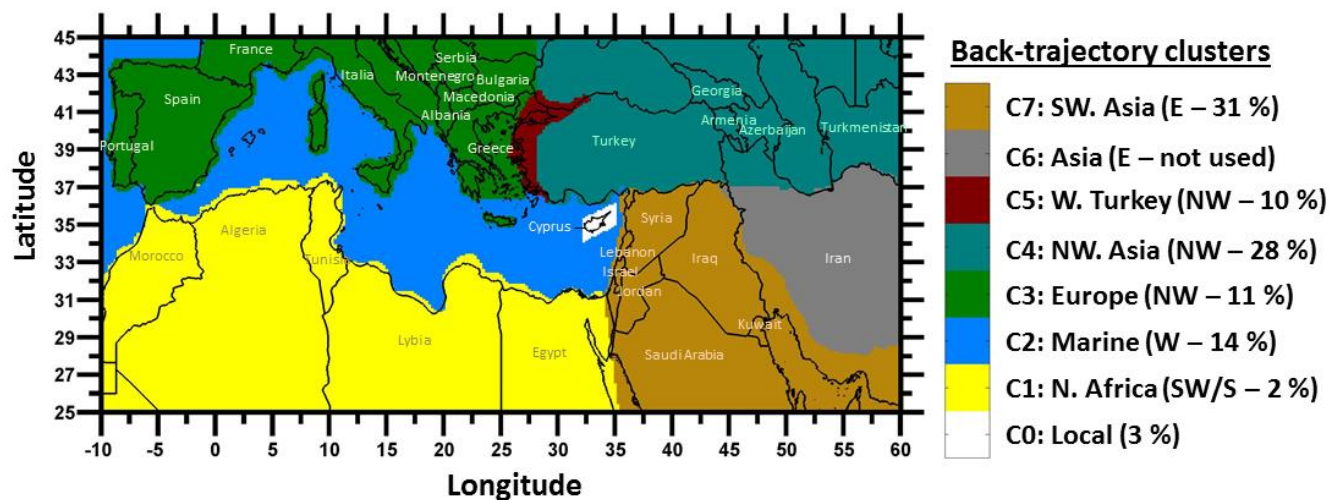 45
43
41
39
37
35
33
31
29
27
25
Latitude
France
Serbia
Italy
Montenegro
Bulgaria
Georgia
Spain
Macedonia
Armenia
Albania
Azerbaijan
Turkmenistan
Portugal
Greece
Turkey
Cyprus
Syria
Algeria
Morocco
Tunisi
Lebanon
Iraq
Iran
Israel
Jordan
Kuwait
Lybia
Egypt
Saudi Arabia
-10 -5 0 5 10 15 20 25 30 35 40 45 50 55 60
Longitude
Back-trajectory clusters
C7: SW. Asia (E – 31 %)
C6: Asia (E – not used)
C5: W. Turkey (NW – 10 %)
C4: NW. Asia (NW – 28 %)
C3: Europe (NW – 11 %)
C2: Marine (W – 14 %)
C1: N. Africa (SW/S – 2 %)
C0: Local (3 %)